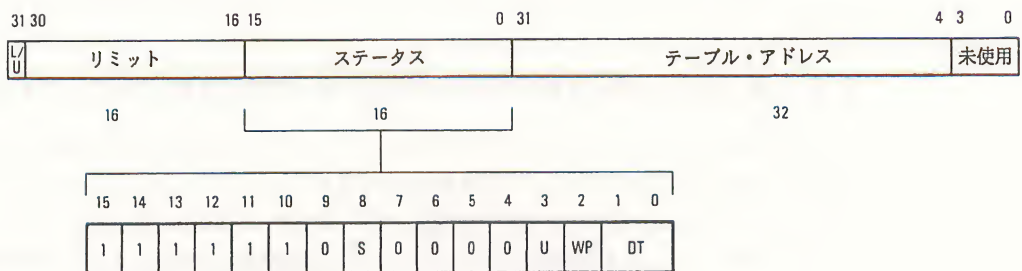 31 30 16 15 0 31 4 3 0
L/U リミット ステータス テーブル・アドレス 未使用
16 16 32
15 14 13 12 11 10 9 8 7 6 5 4 3 2 1 0
1 1 1 1 1 1 0 S 0 0 0 0 U WP DT